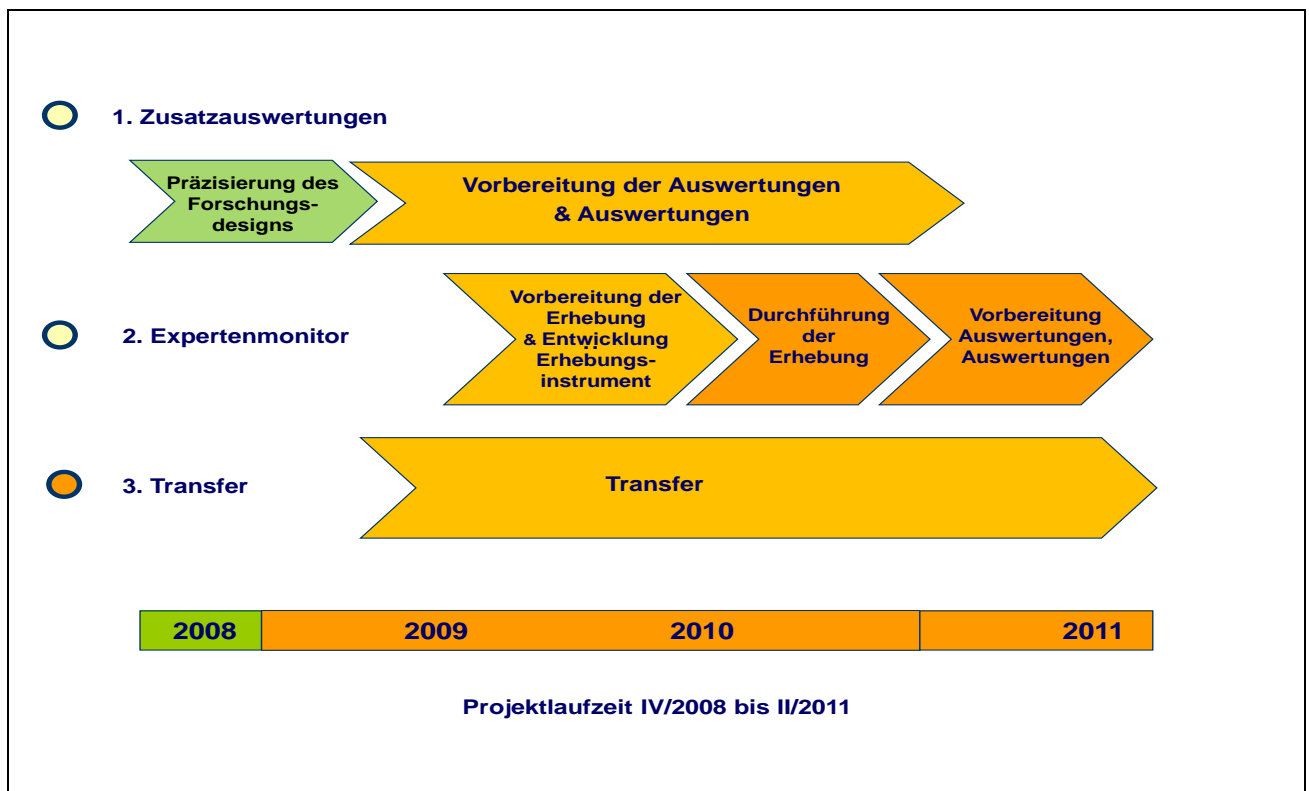 1. Zusatzauswertungen
Präzisierung des
Forschungs-
designs
Vorbereitung der Auswertungen
& Auswertungen
2. Expertenmonitor
Vorbereitung der
Erhebung
& Entwicklung
Erhebungs-
instrument
Durchführung
der
Erhebung
Vorbereitung
Auswertungen,
Auswertungen
3. Transfer
Transfer
2008 2009 2010 2011
Projektlaufzeit IV/2008 bis II/2011